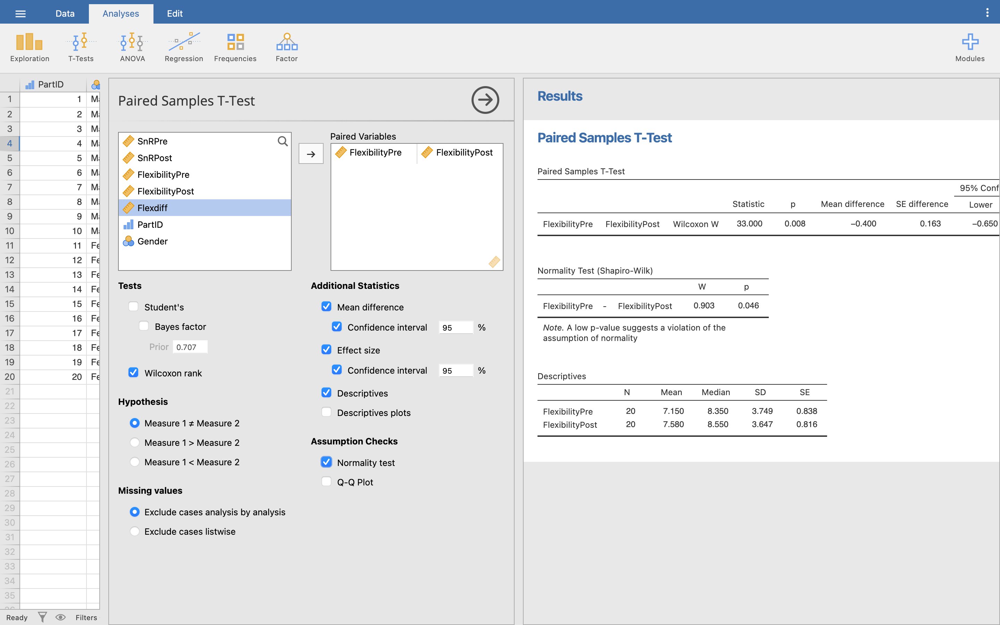 Data Analyses Edit
Exploration T-Tests ANOVA Regression Frequencies Factor Modules
PartID
1 1
2 2
3 3
4 4
5 5
6 6
7 7
8 8
9 9
10 10
11 11 Fe
12 12 Fe
13 13 Fe
14 14 Fe
15 15 Fe
16 16 Fe
17 17 Fe
18 18 Fe
19 19 Fe
20 20 Fe
21
22
23
24
25
26
27
28
29
30
31
32
33
34
35
Ready Filters
Paired Samples T-Test
SnRPre
SnRPost
FlexibilityPre
FlexibilityPost
Flexdiff
PartID
Gender
Paired Variables
FlexibilityPre FlexibilityPost
Tests
Student's
Bayes factor
Prior 0.707
Wilcoxon rank
Hypothesis
Measure 1 ≠ Measure 2
Measure 1 > Measure 2
Measure 1 < Measure 2
Missing values
Exclude cases analysis by analysis
Exclude cases listwise
Additional Statistics
Mean difference
Confidence interval 95 %
Effect size
Confidence interval 95 %
Descriptives
Descriptives plots
Assumption Checks
Normality test
Q-Q Plot
Results
Paired Samples T-Test
Paired Samples T-Test
95% Conf
Statistic p Mean difference SE difference Lower
FlexibilityPre FlexibilityPost Wilcoxon W 33.000 0.008 −0.400 0.163 −0.650
Normality Test (Shapiro-Wilk)
W p
FlexibilityPre - FlexibilityPost 0.903 0.046
Note. A low p-value suggests a violation of the
assumption of normality
Descriptives
N Mean Median SD SE
FlexibilityPre 20 7.150 8.350 3.749 0.838
FlexibilityPost 20 7.580 8.550 3.647 0.816